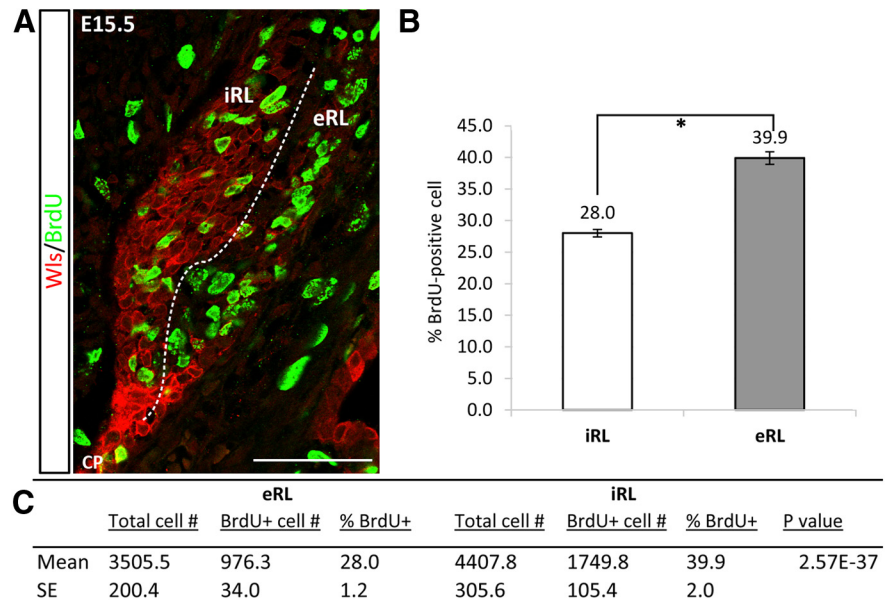 A
E15.5
iRL
eRL
Wls/BrdU
CP
B
% BrdU-positive cell
45.0
40.0
35.0
30.0
25.0
20.0
15.0
10.0
5.0
0.0
28.0
*
39.9
iRL eRL
C
eRL iRL
Total cell # BrdU+ cell # % BrdU+ Total cell # BrdU+ cell # % BrdU+ P value
Mean 3505.5 976.3 28.0 4407.8 1749.8 39.9 2.57E-37
SE 200.4 34.0 1.2 305.6 105.4 2.0